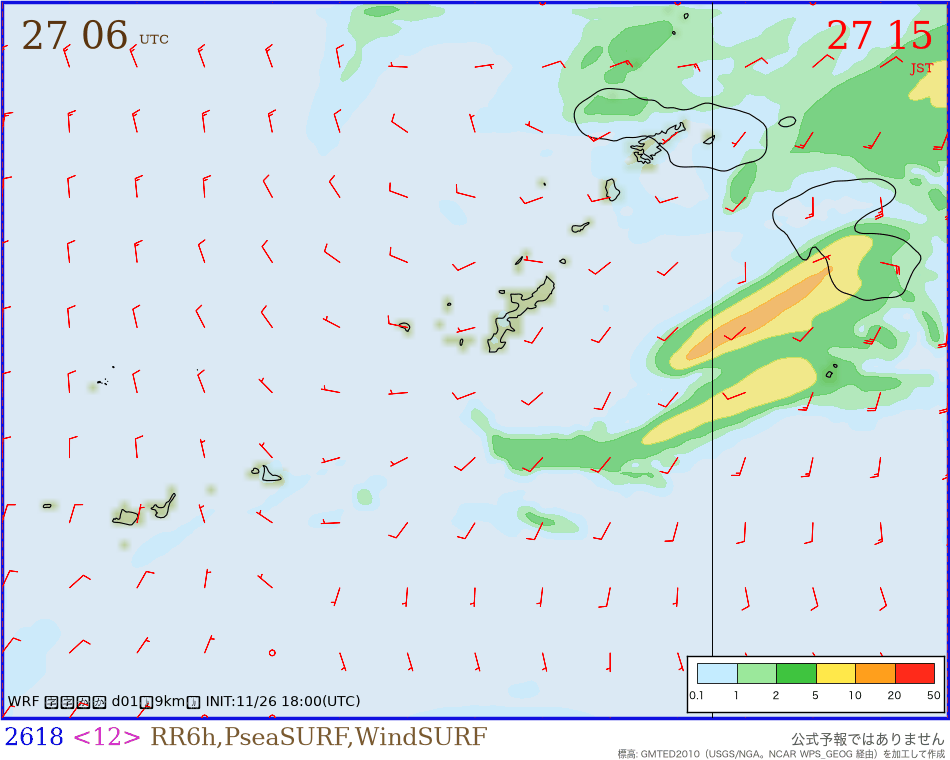 27 06 UTC
27 15
JST
0.1 1 2 5 10 20 50
WRF d01 9km INIT:11/26 18:00(UTC)
2618 <12> RR6h,PseaSURF,WindSURF
公式予報ではありません
標高: GMTED2010（USGS/NGA。NCAR WPS_GEOG 経由）を加工して作成